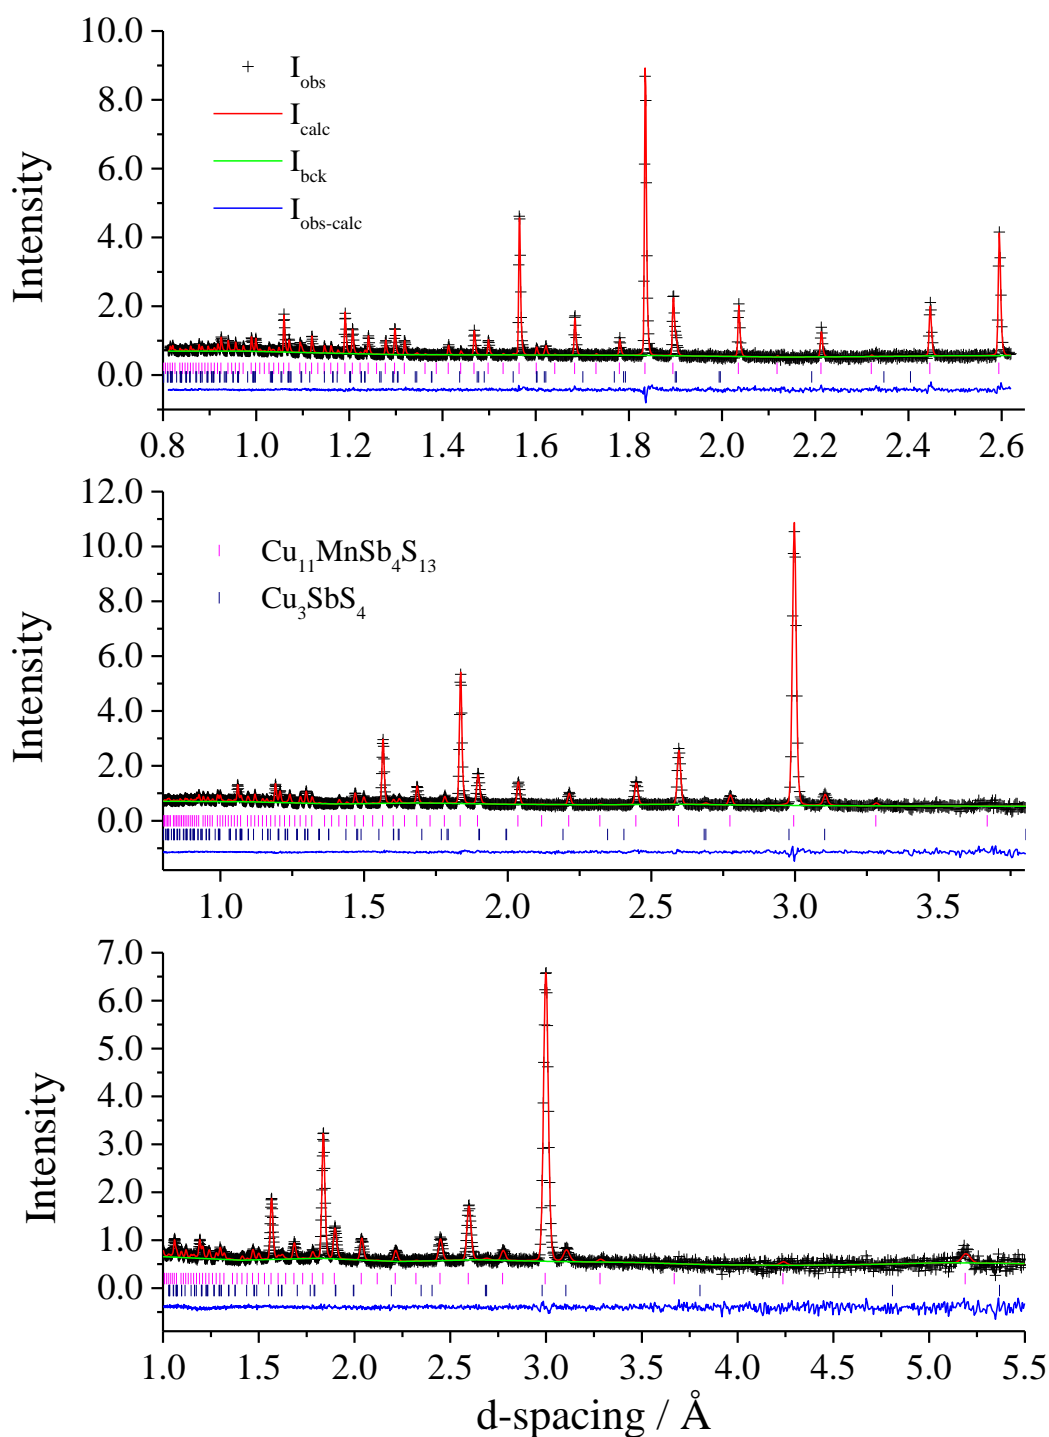 10.0
8.0
6.0
4.0
2.0
0.0
Intensity
I_obs
I_calc
I_bck
I_obs-calc
0.8 1.0 1.2 1.4 1.6 1.8 2.0 2.2 2.4 2.6
12.0
10.0
8.0
6.0
4.0
2.0
0.0
Intensity
Cu₁₁MnSb₄S₁₃
Cu₃SbS₄
1.0 1.5 2.0 2.5 3.0 3.5
7.0
6.0
5.0
4.0
3.0
2.0
1.0
0.0
Intensity
1.0 1.5 2.0 2.5 3.0 3.5 4.0 4.5 5.0 5.5
d-spacing / Å